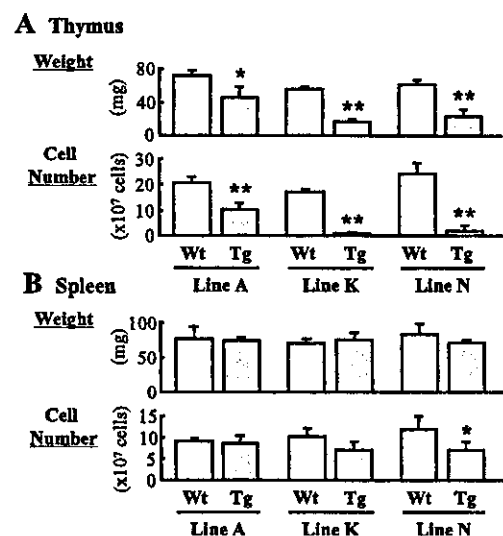 A Thymus
Weight
(mg)
80
40
0
*
**
**
Cell
Number
(x10⁷ cells)
30
20
10
0
**
**
**
Wt Tg Wt Tg Wt Tg
Line A Line K Line N
B Spleen
Weight
(mg)
100
50
0
Cell
Number
(x10⁷ cells)
15
10
5
0
*
Wt Tg Wt Tg Wt Tg
Line A Line K Line N